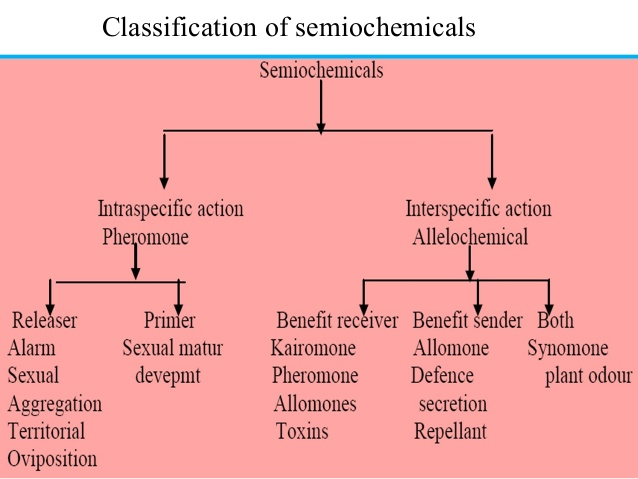 Classification of semiochemicals
Semiochemicals
Intraspecific action
Pheromone
Interspecific action
Allelochemical
Releaser
Alarm
Sexual
Aggregation
Territorial
Oviposition
Primer
Sexual matur
devepmt
Benefit receiver
Kairomone
Pheromone
Allomones
Toxins
Benefit sender
Allomone
Defence
secretion
Repellant
Both
Synomone
plant odour